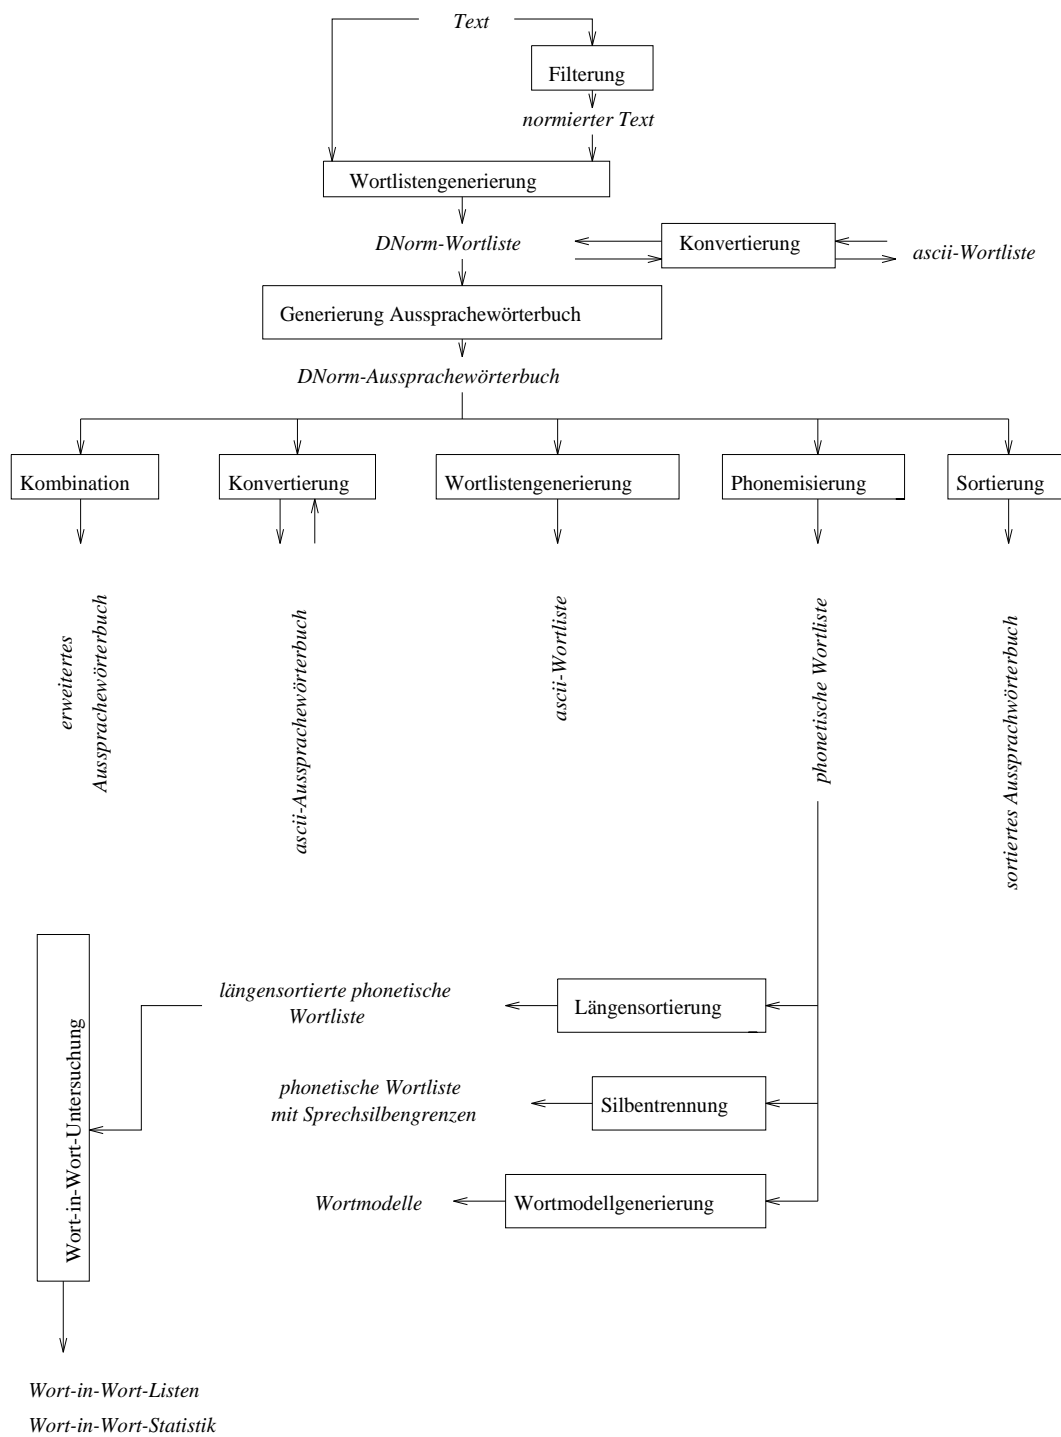 Text
Filterung
normierter Text
Wortlistengenerierung
DNorm-Wortliste
Konvertierung
ascii-Wortliste
Generierung Aussprachewörterbuch
DNorm-Aussprachewörterbuch
Kombination
Konvertierung
Wortlistengenerierung
Phonemisierung
Sortierung
erweitertes
Aussprachewörterbuch
ascii-Aussprachewörterbuch
ascii-Wortliste
phonetische Wortliste
sortiertes Aussprachwörterbuch
längensortierte phonetische
Wortliste
Längensortierung
phonetische Wortliste
mit Sprechsilbengrenzen
Silbentrennung
Wortmodelle
Wortmodellgenerierung
Wort-in-Wort-Untersuchung
Wort-in-Wort-Listen
Wort-in-Wort-Statistik